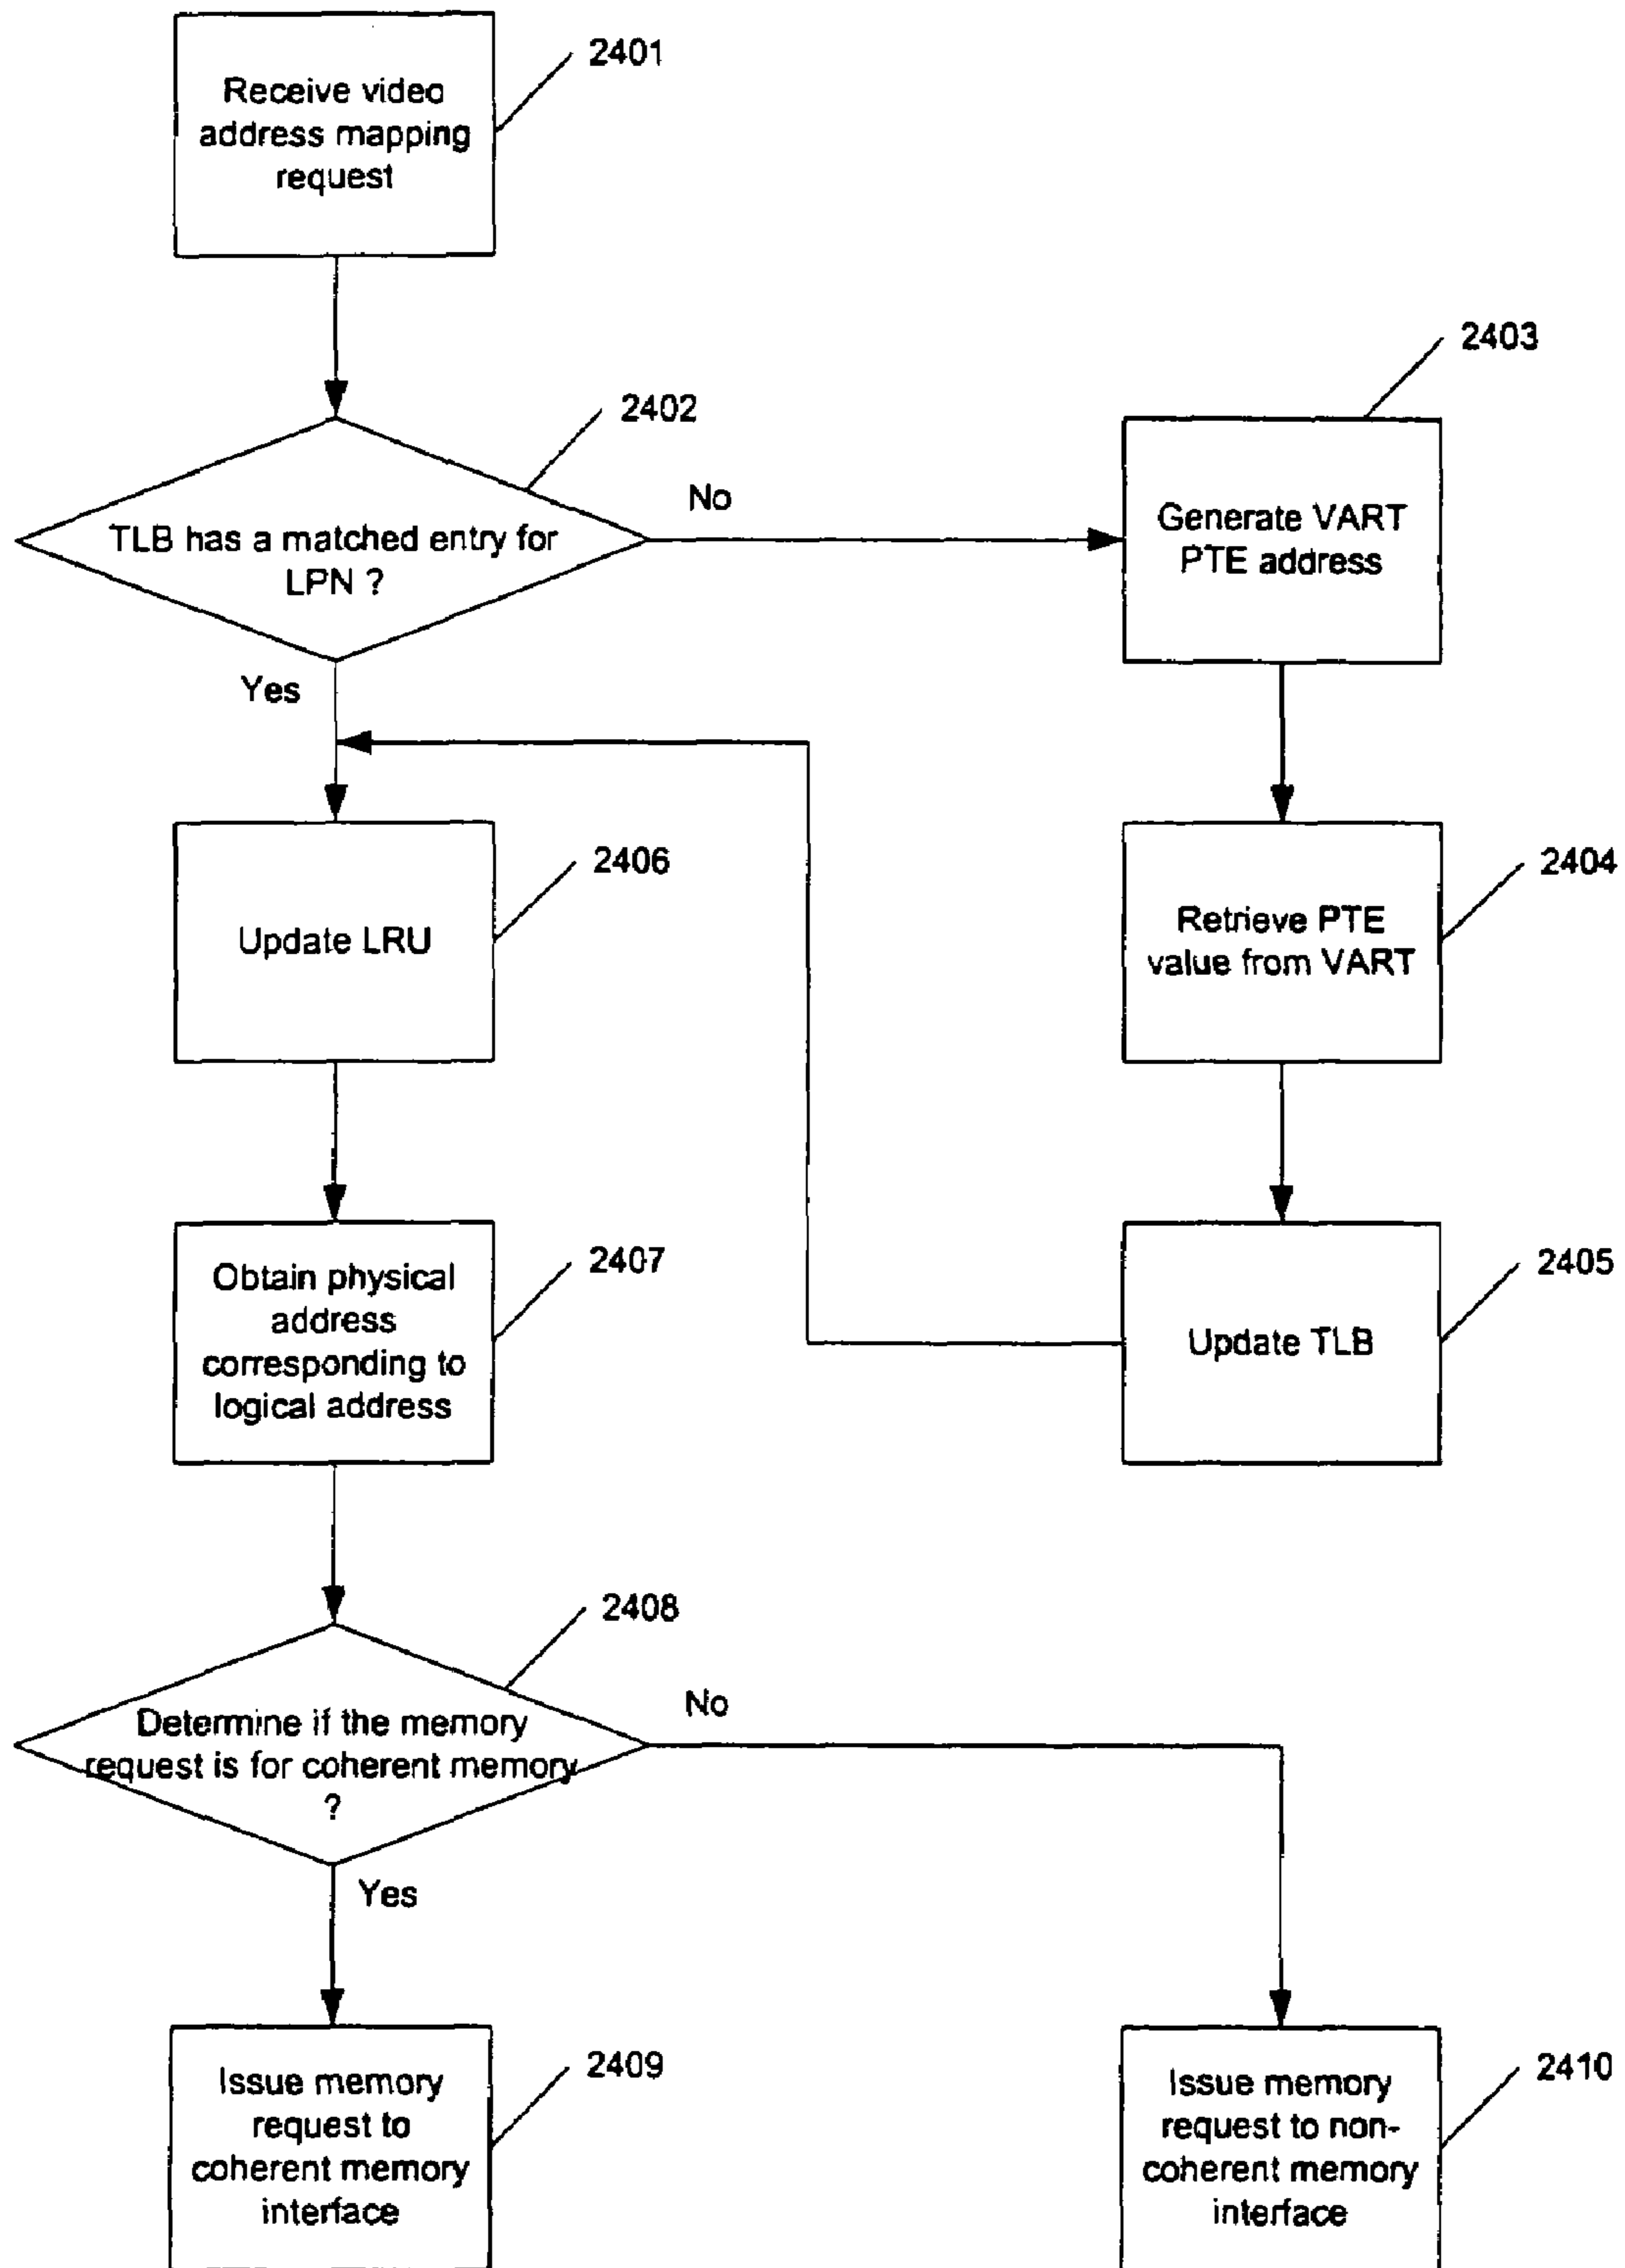 2401
Receive video
address mapping
request
2402
TLB has a matched entry for
LPN ?
No
Yes
2403
Generate VART
PTE address
2404
Retrieve PTE
value from VART
2405
Update TLB
2406
Update LRU
2407
Obtain physical
address
corresponding to
logical address
2408
Determine if the memory
request is for coherent memory
?
No
Yes
2409
Issue memory
request to
coherent memory
interface
2410
Issue memory
request to non-
coherent memory
interface